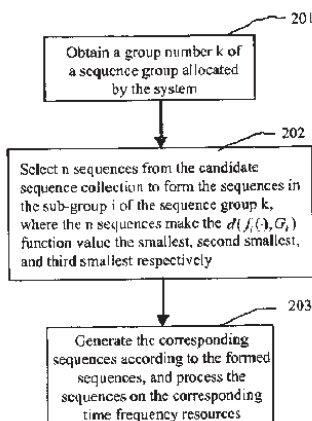 201
Obtain a group number k of
a sequence group allocated
by the system
202
Select n sequences from the candidate
sequence collection to form the sequences in
the sub-group i of the sequence group k,
where the n sequences make the d(fᵢ(·), Gₖ)
function value the smallest, second smallest,
and third smallest respectively
203
Generate the corresponding
sequences according to the formed
sequences, and process the
sequences on the corresponding
time frequency resources